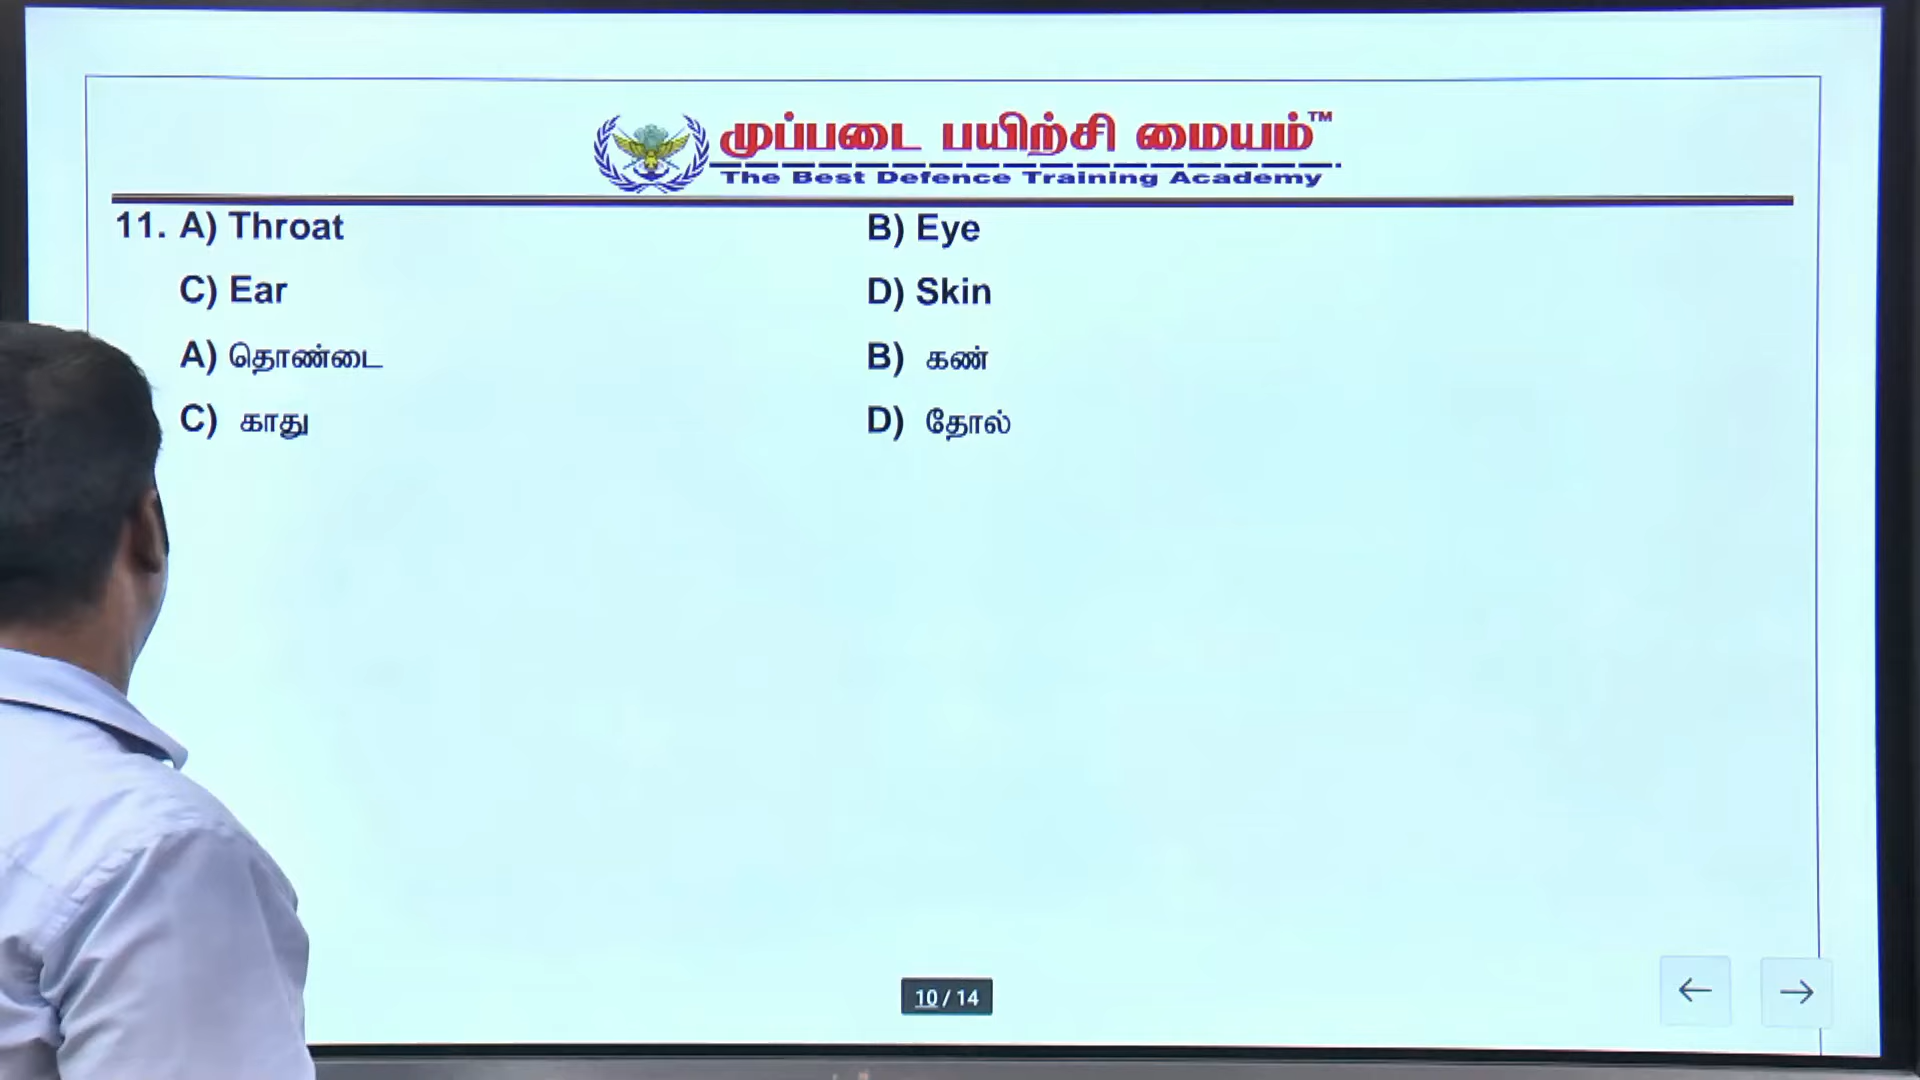 முப்படை பயிற்சி மையம்™
The Best Defence Training Academy
11. A) Throat B) Eye
C) Ear D) Skin
A) தொண்டை B) கண்
C) காது D) தோல்
10 / 14